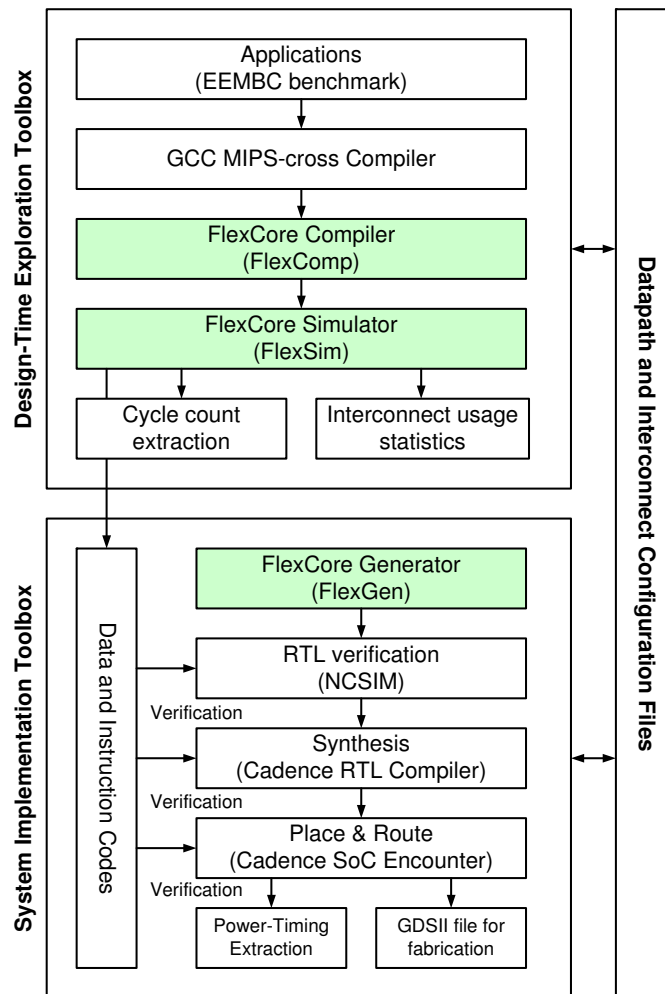 Design-Time Exploration Toolbox
Applications
(EEMBC benchmark)
GCC MIPS-cross Compiler
FlexCore Compiler
(FlexComp)
FlexCore Simulator
(FlexSim)
Cycle count
extraction
Interconnect usage
statistics
System Implementation Toolbox
Data and Instruction Codes
FlexCore Generator
(FlexGen)
RTL verification
(NCSIM)
Verification
Synthesis
(Cadence RTL Compiler)
Verification
Place & Route
(Cadence SoC Encounter)
Verification
Power-Timing
Extraction
GDSII file for
fabrication
Datapath and Interconnect Configuration
Files